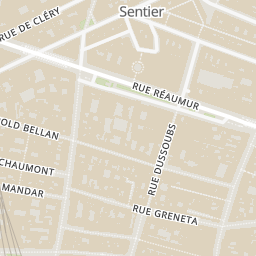 Sentier
RUE DE CLÉRY
RUE RÉAUMUR
OLD BELLAN
RUE DUSSOUBS
CHAUMONT
MANDAR
RUE GRENETA